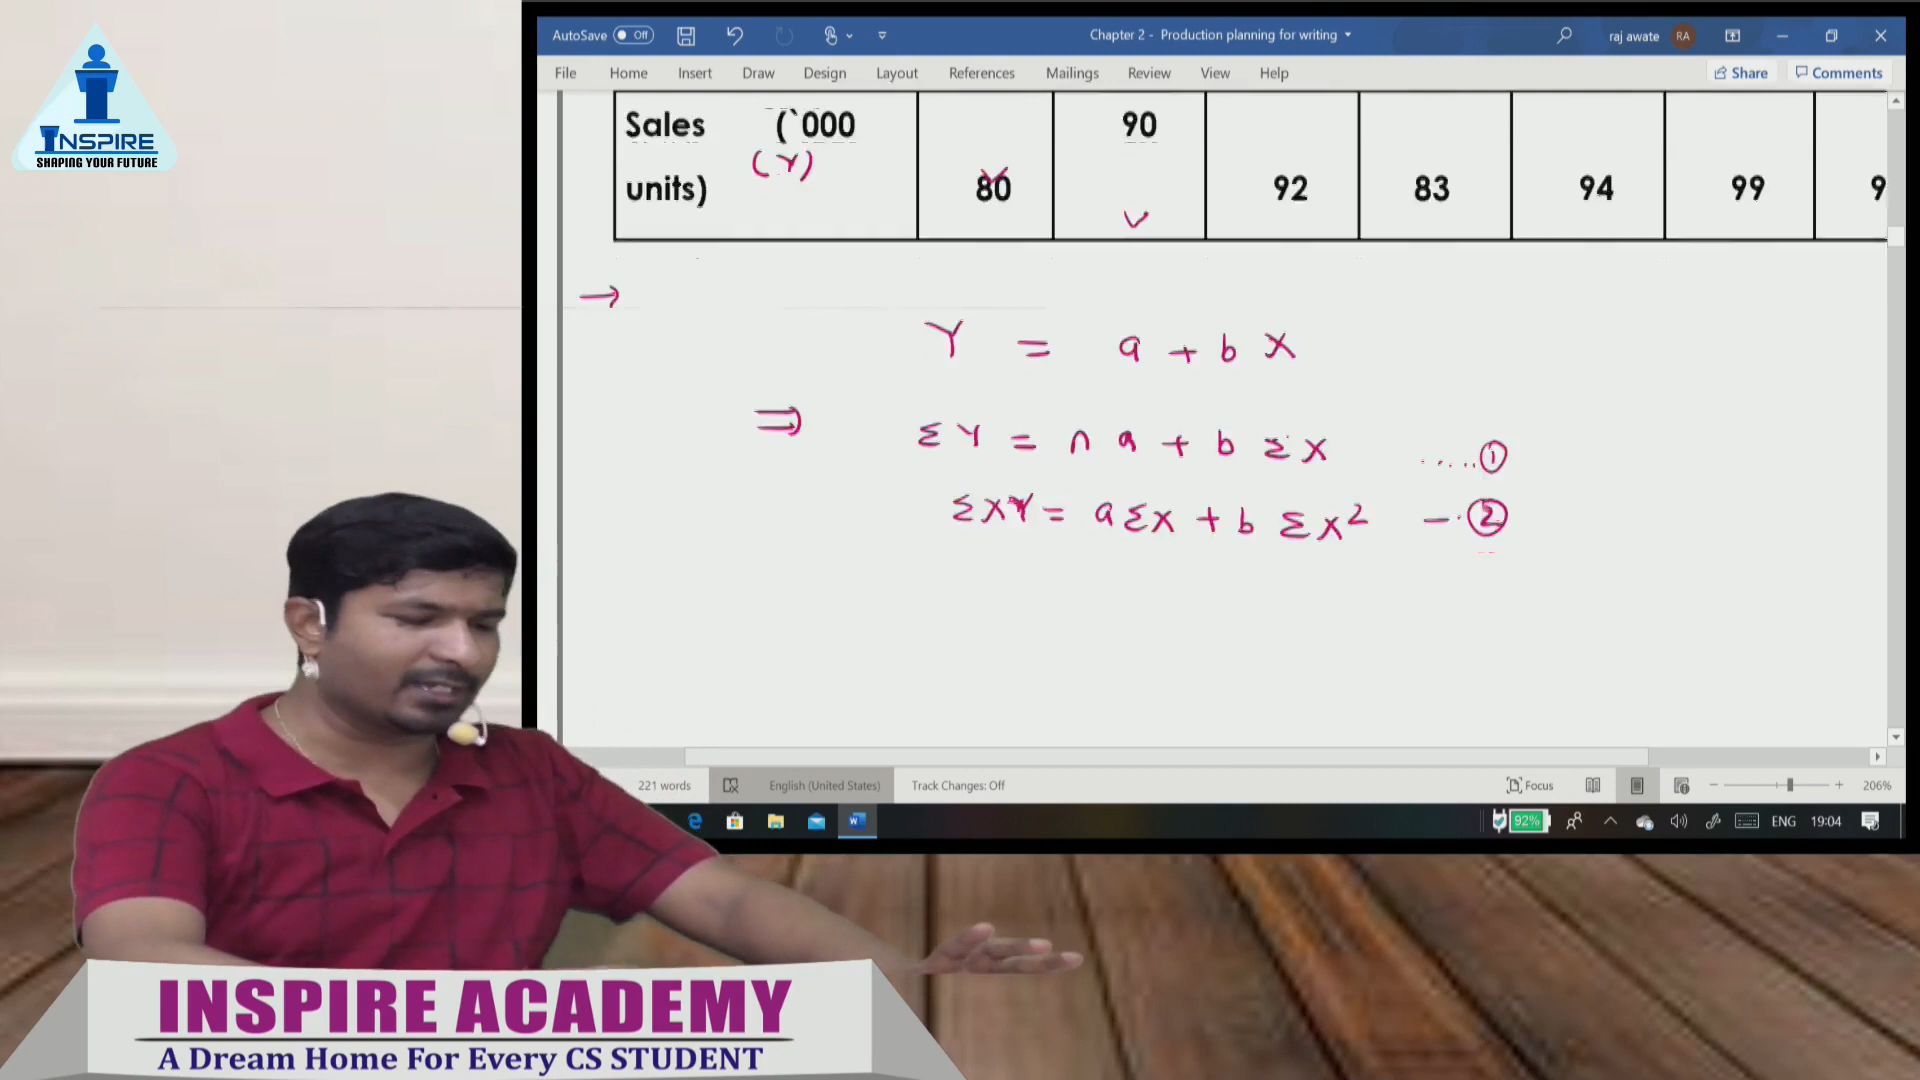 INSPIRE
SHAPING YOUR FUTURE
AutoSave Off
Chapter 2 - Production planning for writing
raj awate RA
File Home Insert Draw Design Layout References Mailings Review View Help
Share Comments
Sales (`000 90
(Y)
units) 80 92 83 94 99 9
→
Y = a + b X
⇒ ΣY = n a + b ΣX .....①
ΣXY = a ΣX + b ΣX² -·②
221 words English (United States) Track Changes: Off
Focus 206%
92% ENG 19:04
INSPIRE ACADEMY
A Dream Home For Every CS STUDENT